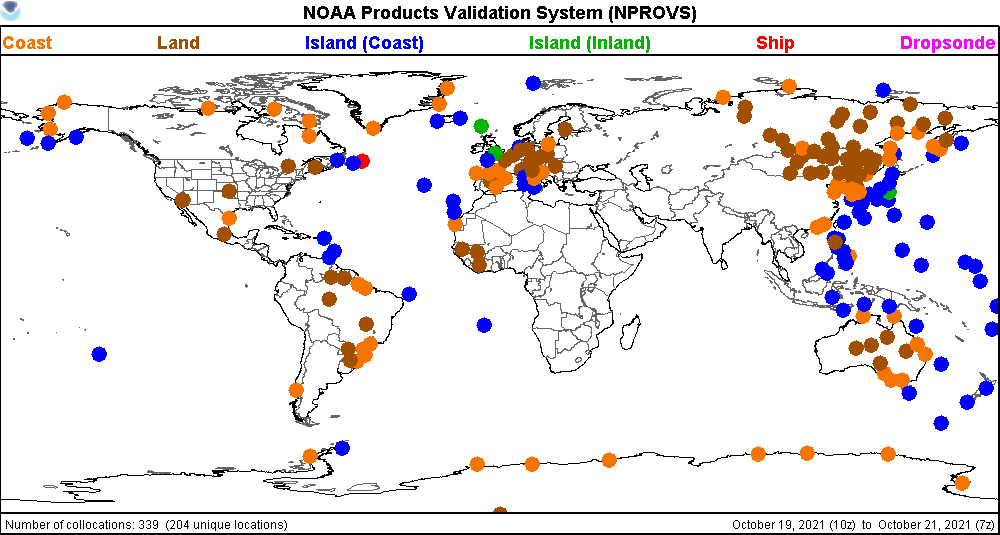 NOAA Products Validation System (NPROVS)
Coast Land Island (Coast) Island (Inland) Ship Dropsonde
Number of collocations: 339 (204 unique locations) October 19, 2021 (10z) to October 21, 2021 (7z)